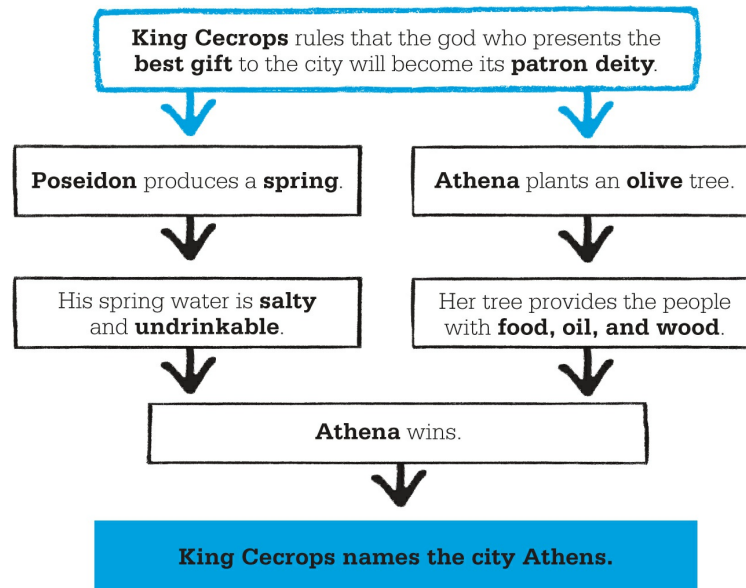 King Cecrops rules that the god who presents the
best gift to the city will become its patron deity.
Poseidon produces a spring.
Athena plants an olive tree.
His spring water is salty
and undrinkable.
Her tree provides the people
with food, oil, and wood.
Athena wins.
King Cecrops names the city Athens.